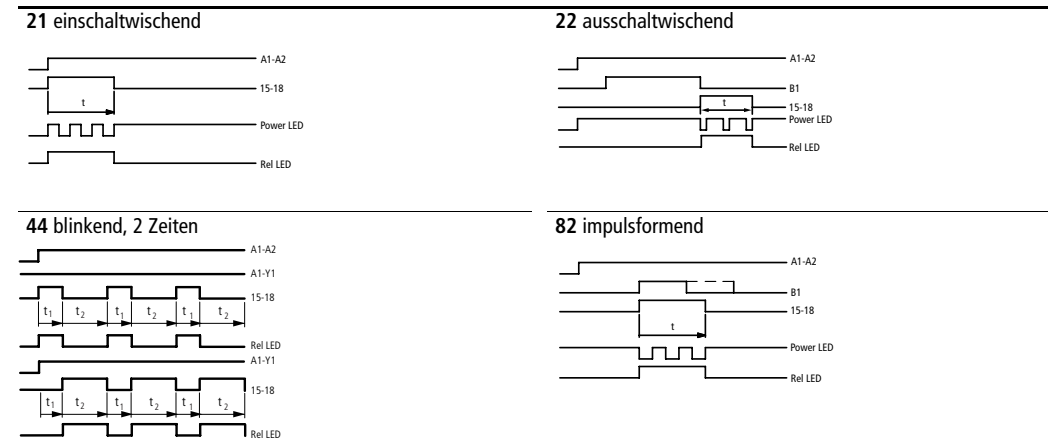 21 einschaltwischend
A1-A2
15-18
t
Power LED
Rel LED
22 ausschaltwischend
A1-A2
B1
t
15-18
Power LED
Rel LED
44 blinkend, 2 Zeiten
A1-A2
A1-Y1
15-18
t1 t2 t1 t2 t1 t2
Rel LED
A1-Y1
15-18
t1 t2 t1 t2 t1 t2
Rel LED
82 impulsformend
A1-A2
B1
15-18
t
Power LED
Rel LED